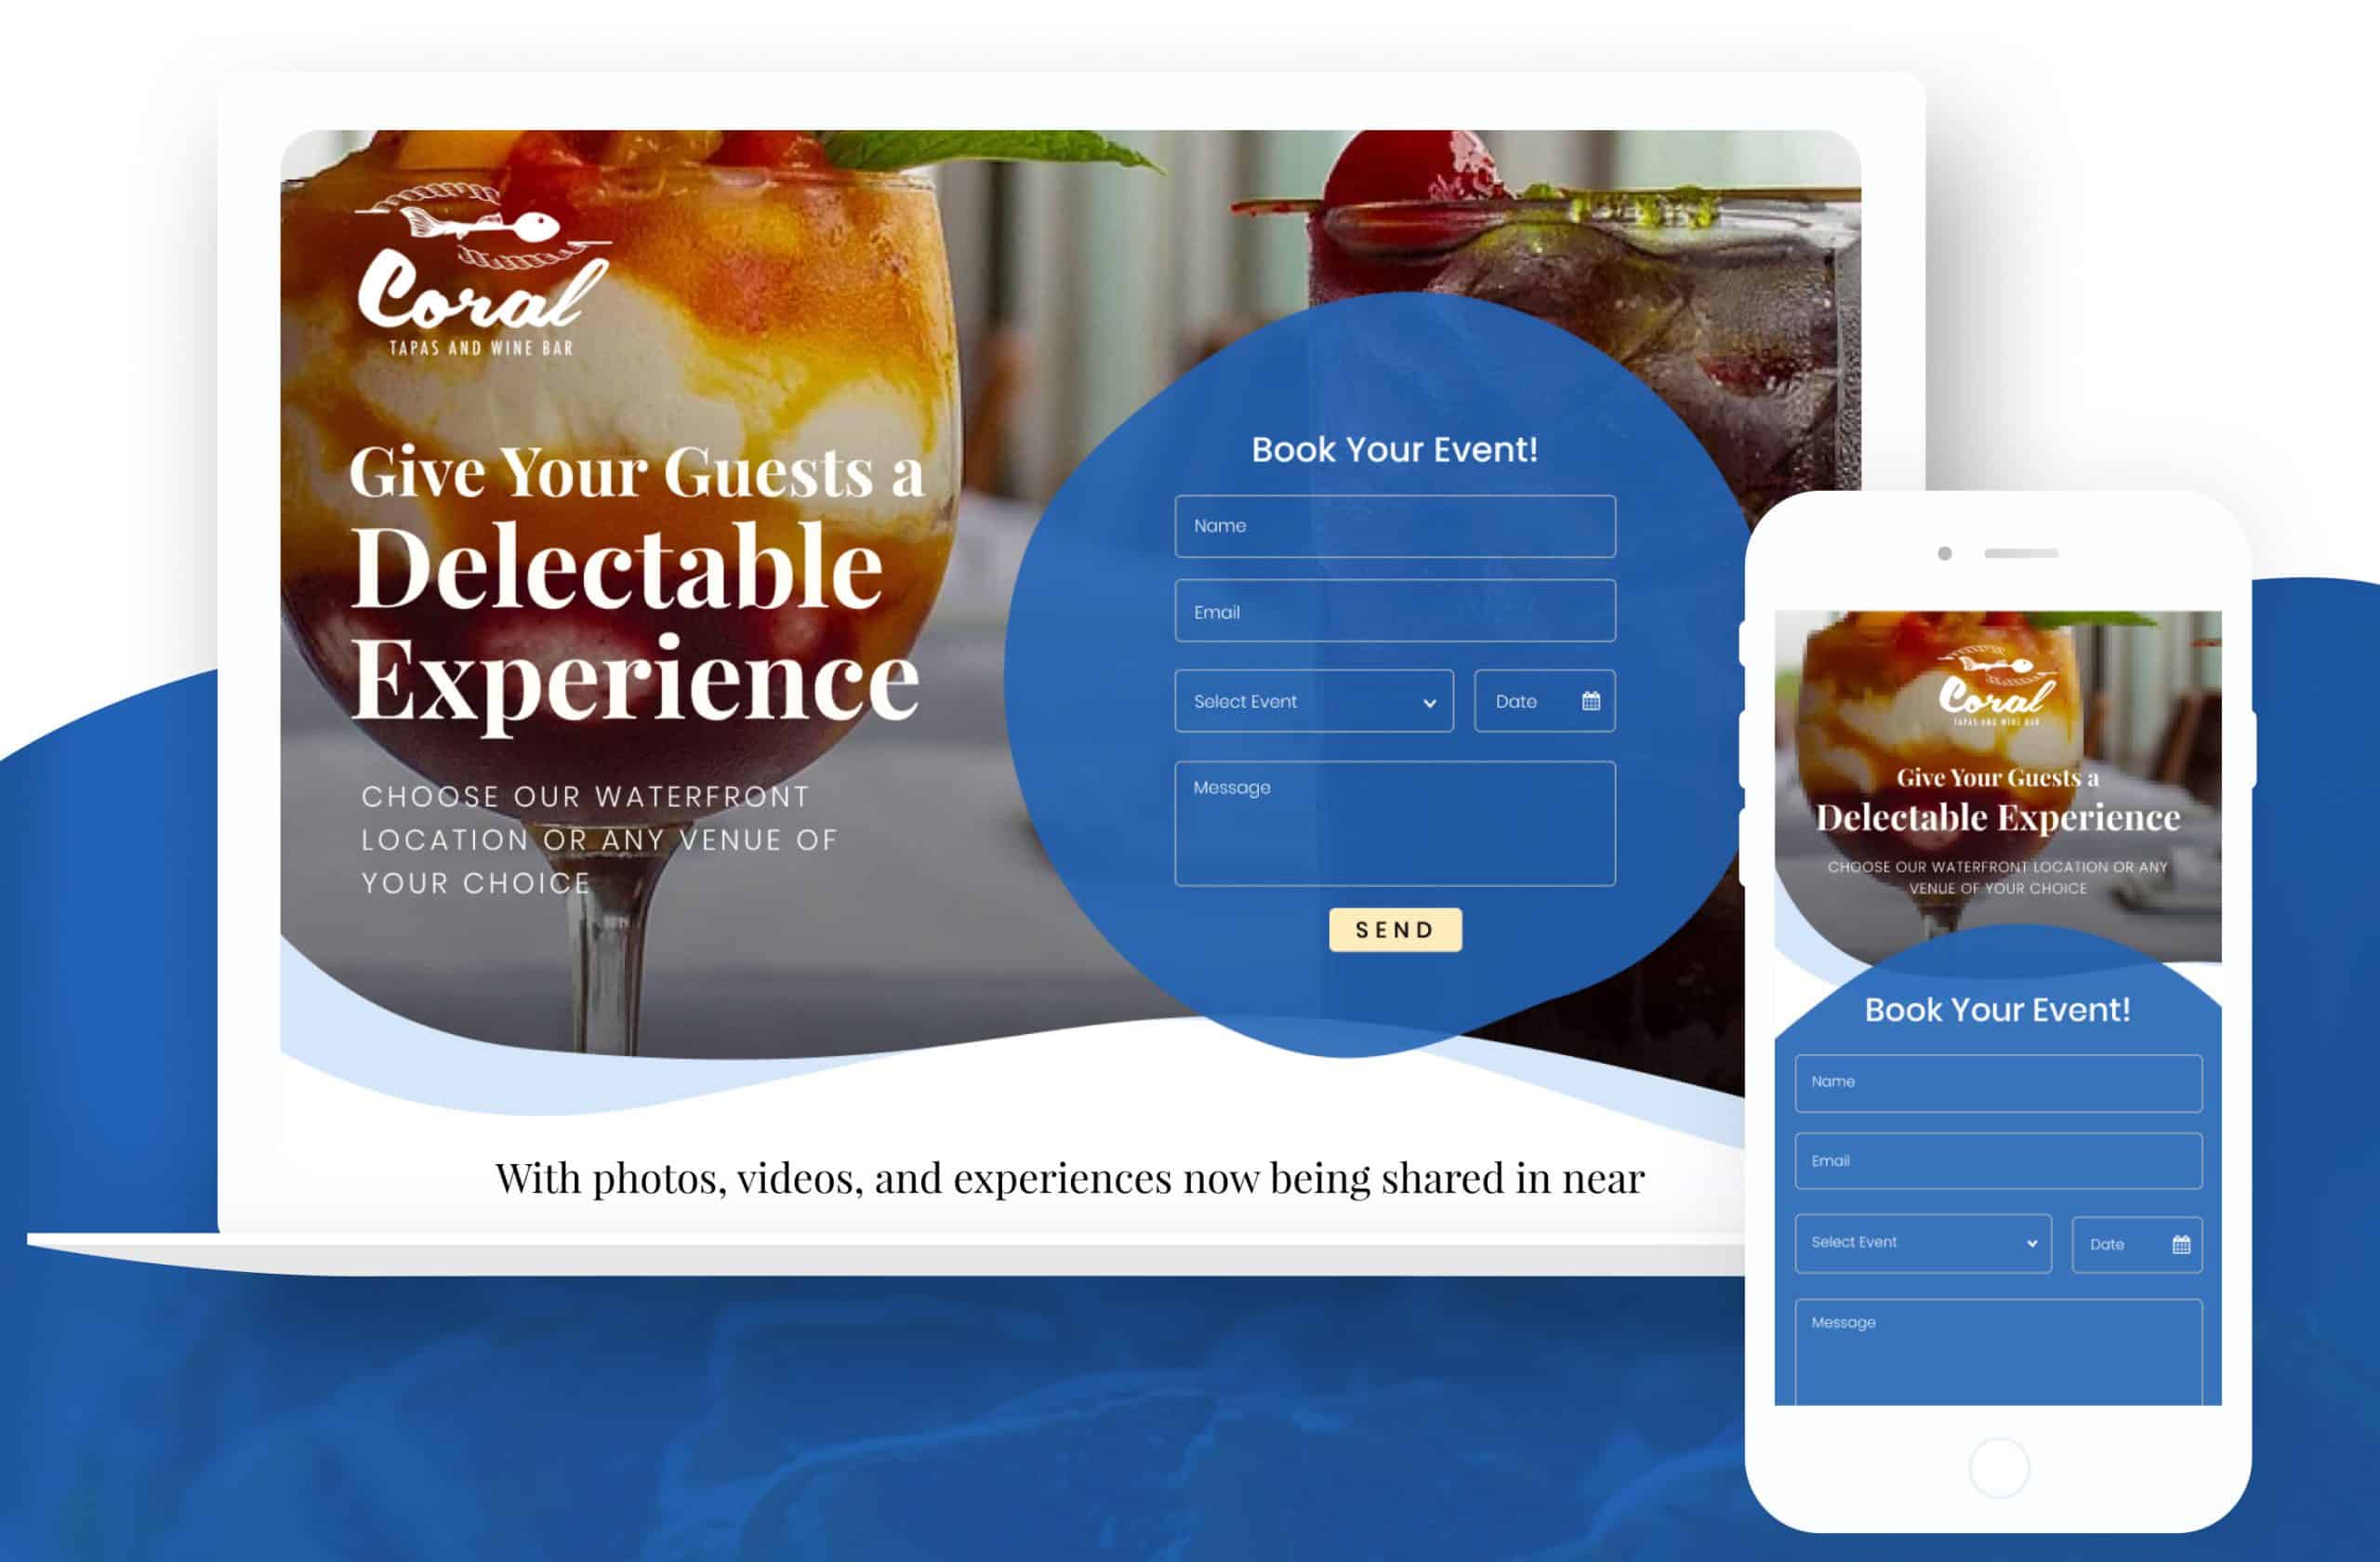 Coral
TAPAS AND WINE BAR
Give Your Guests a
Delectable
Experience
CHOOSE OUR WATERFRONT
LOCATION OR ANY VENUE OF
YOUR CHOICE
Book Your Event!
Name
Email
Select Event
Date
Message
SEND
With photos, videos, and experiences now being shared in near
Coral
TAPAS AND WINE BAR
Give Your Guests a
Delectable Experience
CHOOSE OUR WATERFRONT LOCATION OR ANY
VENUE OF YOUR CHOICE
Book Your Event!
Name
Email
Select Event
Date
Message